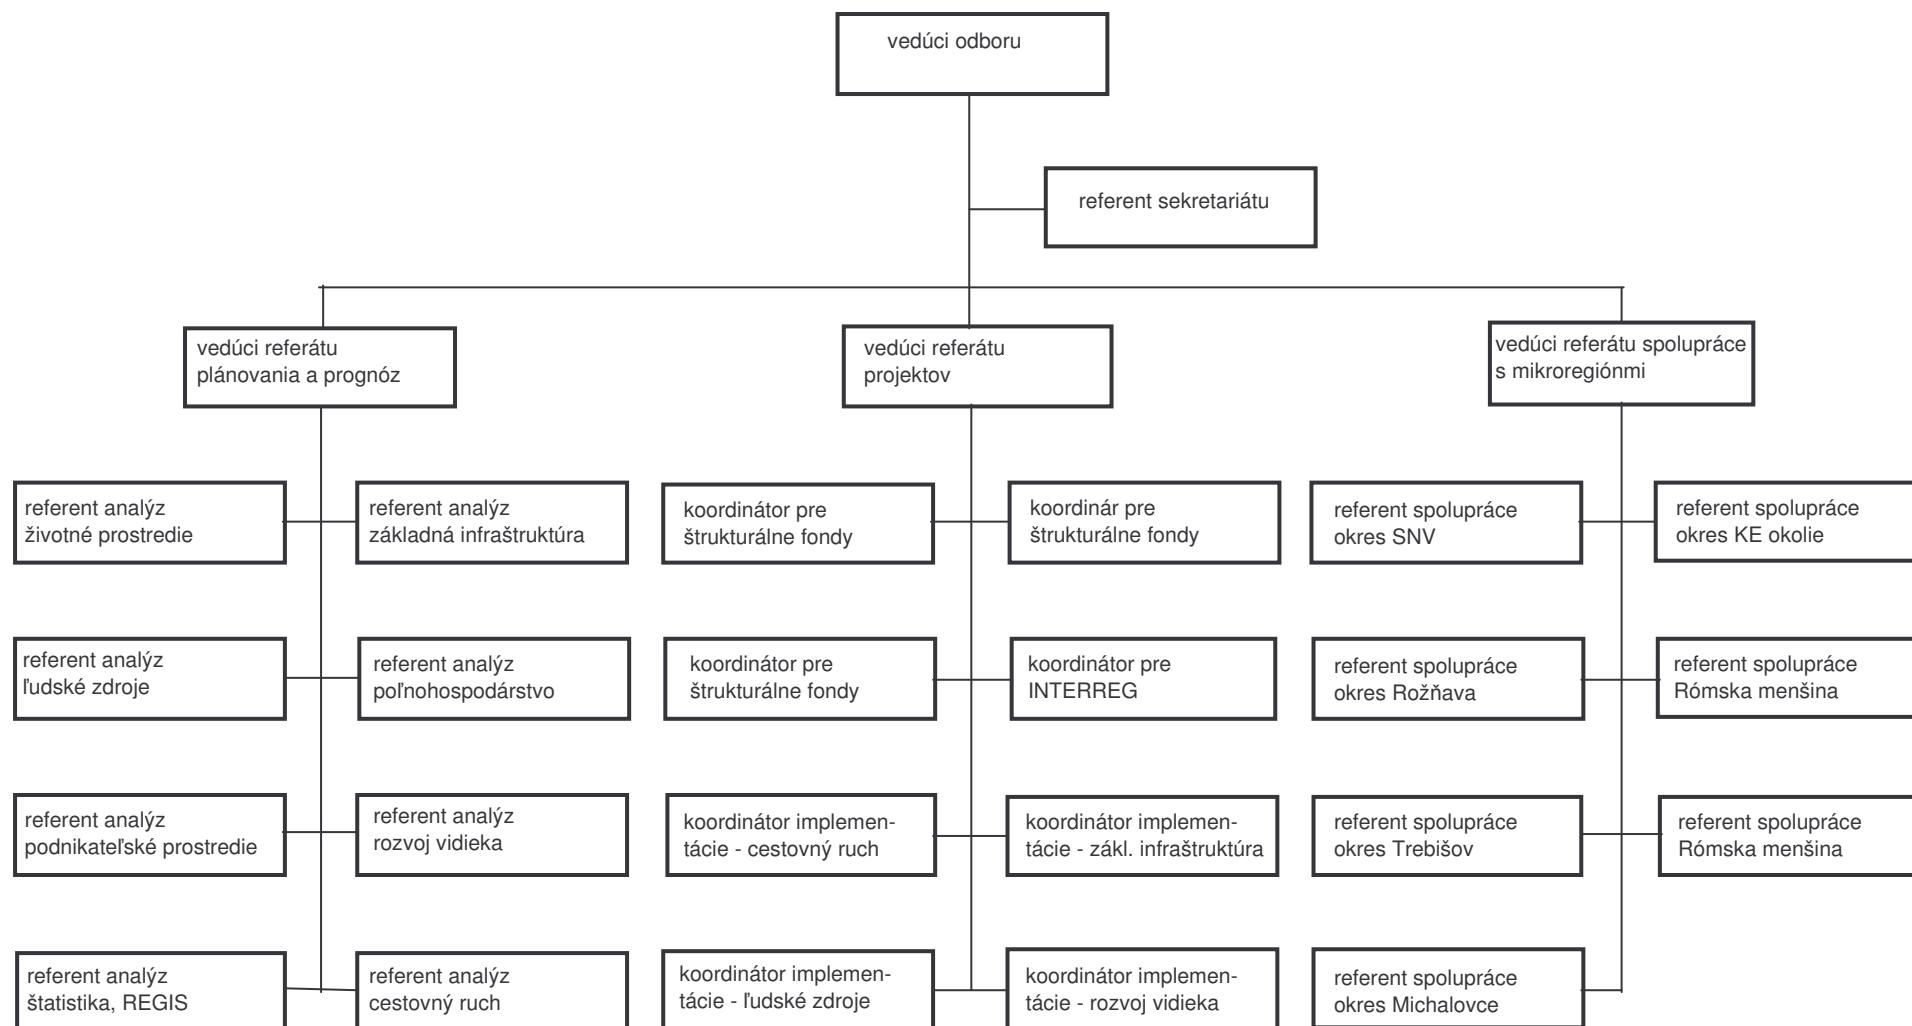 vedúci odboru
referent sekretariátu
vedúci referátu
plánovania a prognóz
vedúci referátu
projektov
vedúci referátu spolupráce
s mikroregiónmi
referent analýz
životné prostredie
referent analýz
základná infraštruktúra
koordinátor pre
štrukturálne fondy
koordinár pre
štrukturálne fondy
referent spolupráce
okres SNV
referent spolupráce
okres KE okolie
referent analýz
ľudské zdroje
referent analýz
poľnohospodárstvo
koordinátor pre
štrukturálne fondy
koordinátor pre
INTERREG
referent spolupráce
okres Rožňava
referent spolupráce
Rómska menšina
referent analýz
podnikateľské prostredie
referent analýz
rozvoj vidieka
koordinátor implemen-
tácie - cestovný ruch
koordinátor implemen-
tácie - zákl. infraštruktúra
referent spolupráce
okres Trebišov
referent spolupráce
Rómska menšina
referent analýz
štatistika, REGIS
referent analýz
cestovný ruch
koordinátor implemen-
tácie - ľudské zdroje
koordinátor implemen-
tácie - rozvoj vidieka
referent spolupráce
okres Michalovce